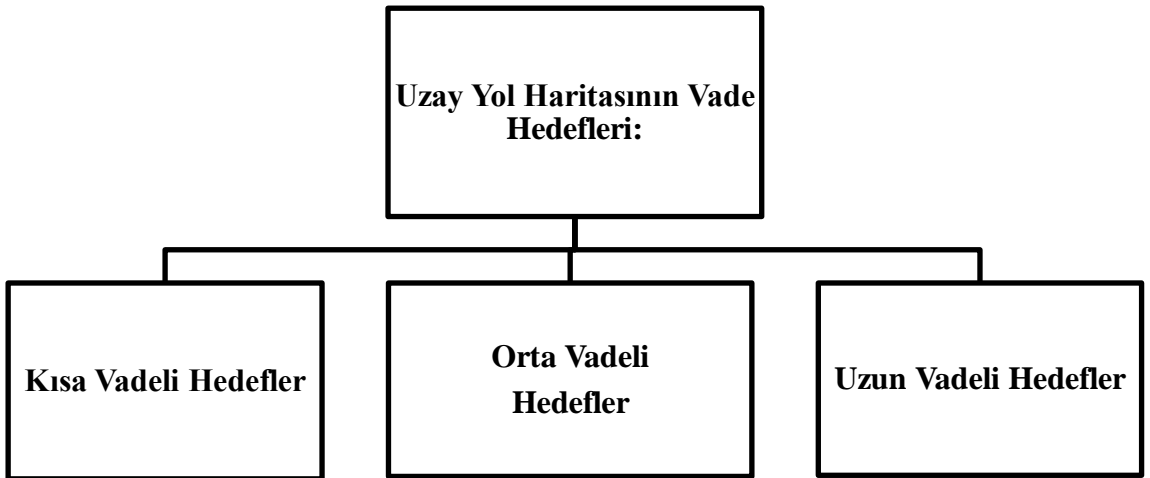 Uzay Yol Haritasının Vade
Hedefleri:
Kısa Vadeli Hedefler
Orta Vadeli
Hedefler
Uzun Vadeli Hedefler